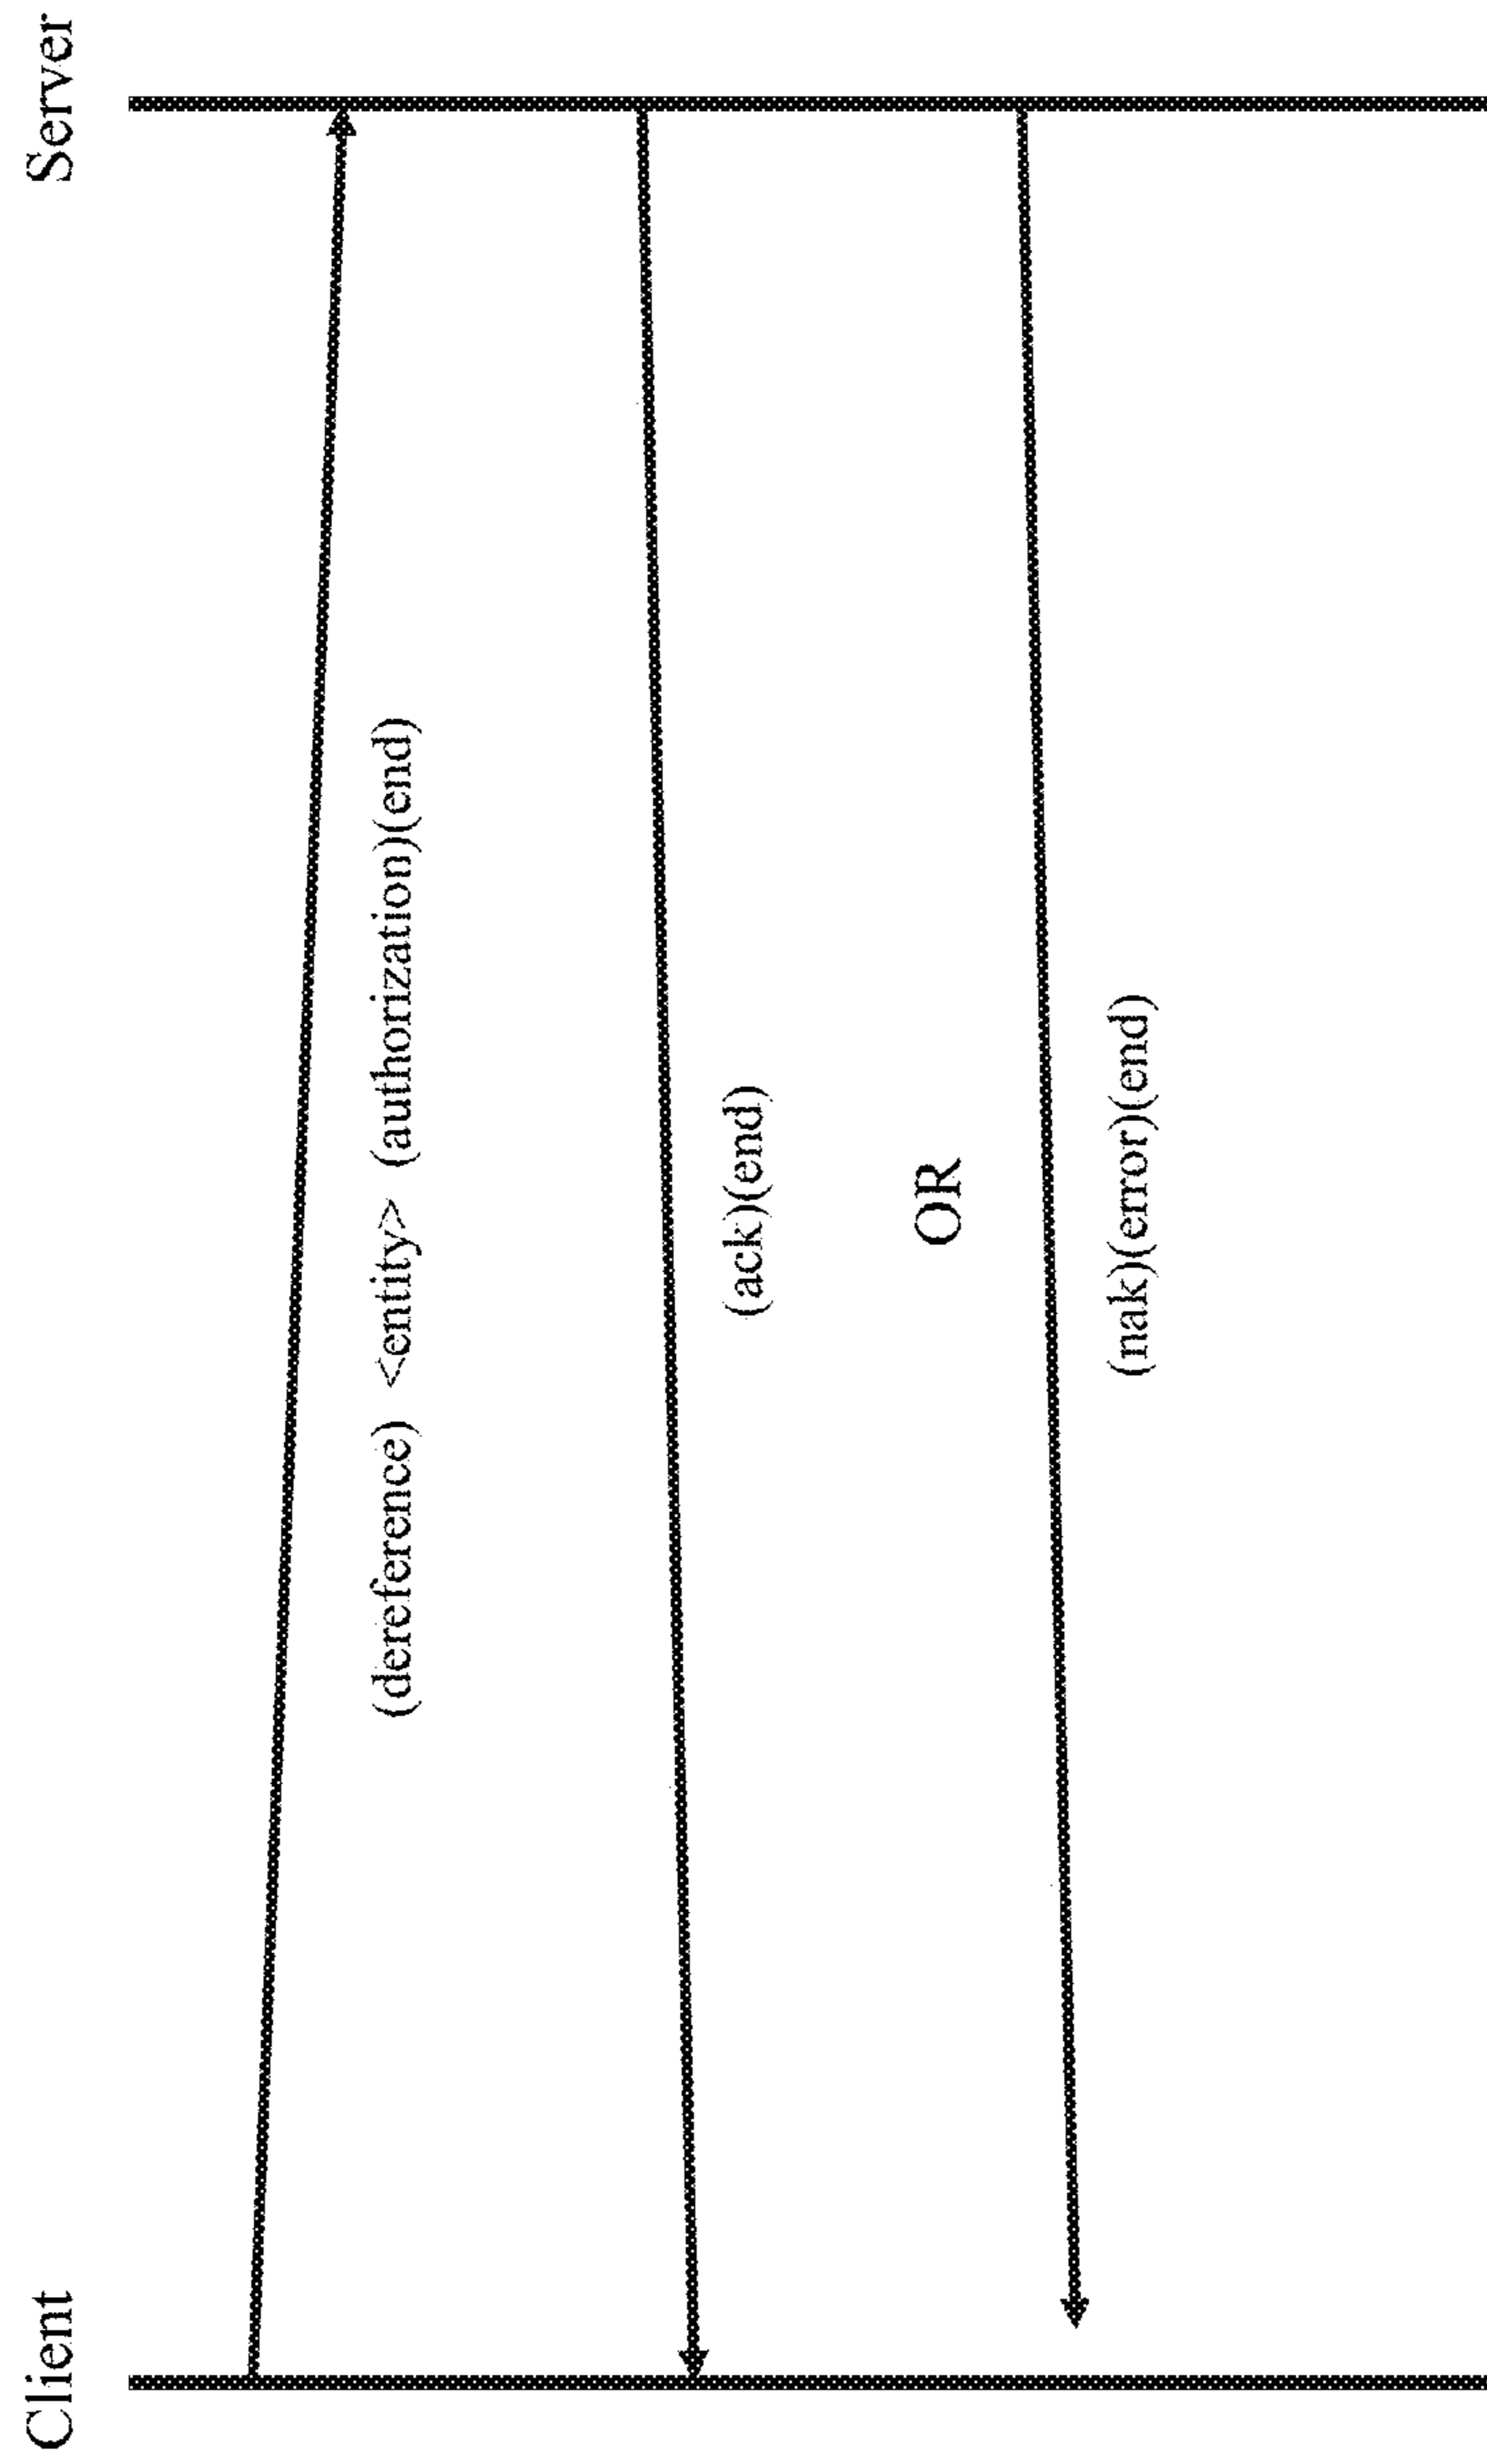 Client
Server
(dereference) <entity> (authorization)(end)
(ack)(end)
OR
(nak)(error)(end)